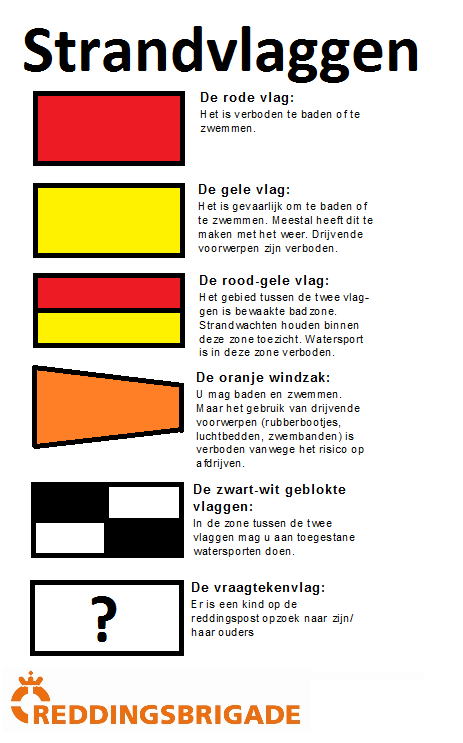 Strandvlaggen
De rode vlag:
Het is verboden te baden of te
zwemmen.
De gele vlag:
Het is gevaarlijk om te baden of
te zwemmen. Meestal heeft dit te
maken met het weer. Drijvende
voorwerpen zijn verboden.
De rood-gele vlag:
Het gebied tussen de twee vlag-
gen is bewaakte badzone.
Strandwachten houden binnen
deze zone toezicht. Watersport
is in deze zone verboden.
De oranje windzak:
U mag baden en zwemmen.
Maar het gebruik van drijvende
voorwerpen (rubberbootjes,
luchtbedden, zwembanden) is
verboden vanwege het risico op
afdrijven.
De zwart-wit geblokte
vlaggen:
In de zone tussen de twee
vlaggen mag u aan toegestane
watersporten doen.
?
De vraagtekenvlag:
Er is een kind op de
reddingspost opzoek naar zijn/
haar ouders
REDDINGSBRIGADE